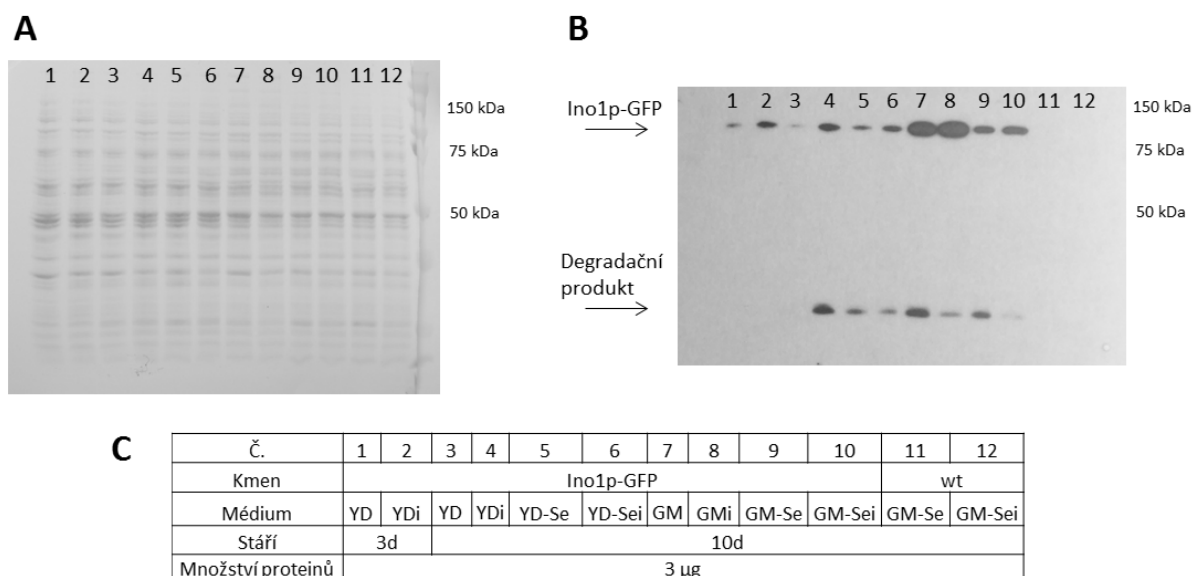 A
1 2 3 4 5 6 7 8 9 10 11 12
150 kDa
75 kDa
50 kDa
B
Ino1p-GFP
1 2 3 4 5 6 7 8 9 10 11 12
150 kDa
75 kDa
50 kDa
Degradační
produkt
C
Č. 1 2 3 4 5 6 7 8 9 10 11 12
Kmen Ino1p-GFP wt
Médium YD YDi YD YDi YD-Se YD-Sei GM GMi GM-Se GM-Sei GM-Se GM-Sei
Stáří 3d 10d
Množství proteinů 3 µg